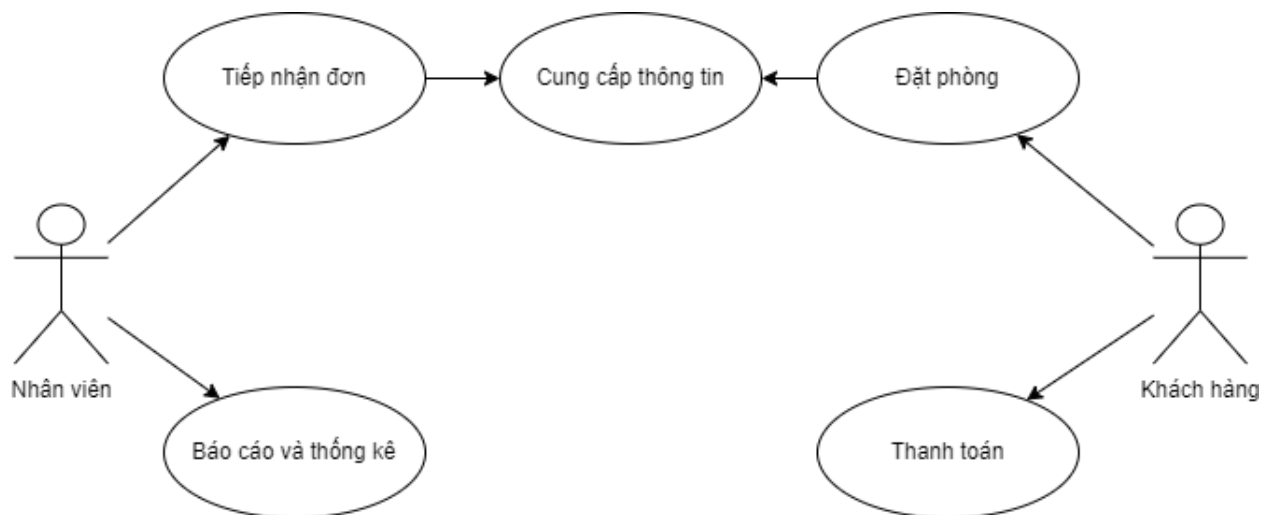 Tiếp nhận đơn
Cung cấp thông tin
Đặt phòng
Nhân viên
Khách hàng
Báo cáo và thống kê
Thanh toán